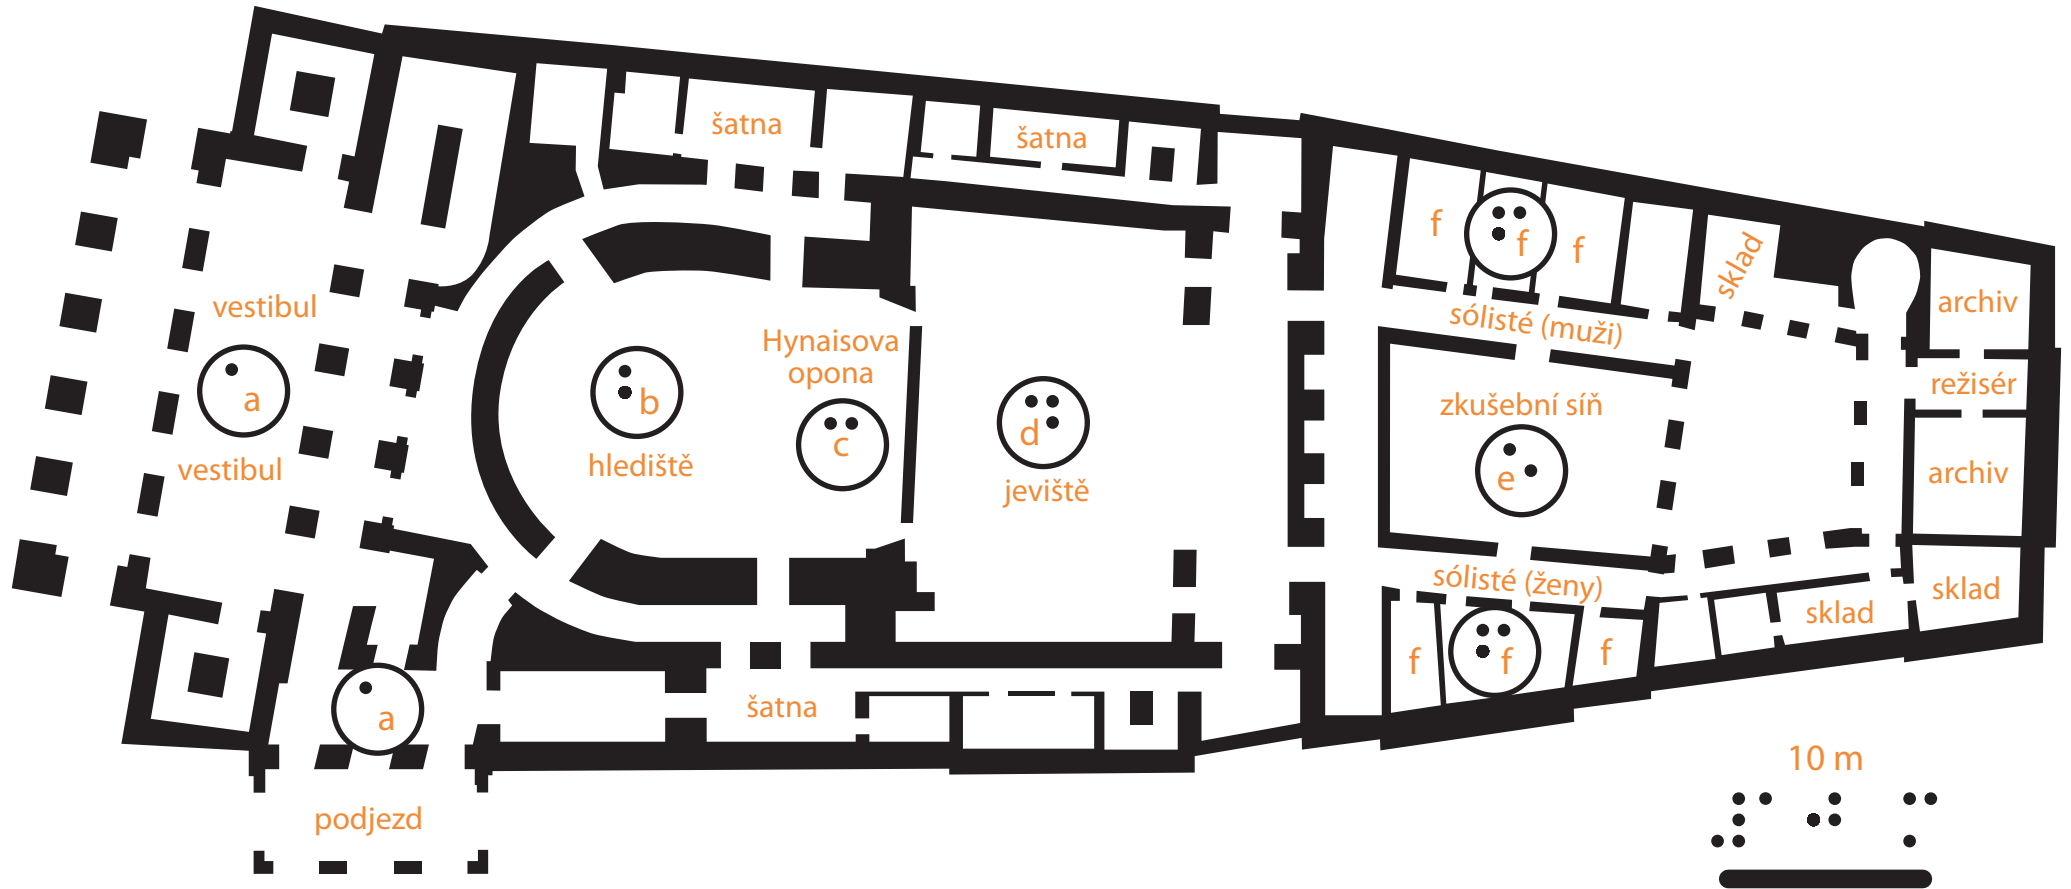 šatna
šatna
f
f
f
sklad
archiv
vestibul
sólisté (muži)
Hynaisova
opona
režisér
a
b
c
d
zkušební síň
e
vestibul
hlediště
jeviště
archiv
sólisté (ženy)
sklad
sklad
f
f
f
a
šatna
podjezd
10 m
⠼⠁⠚ ⠍